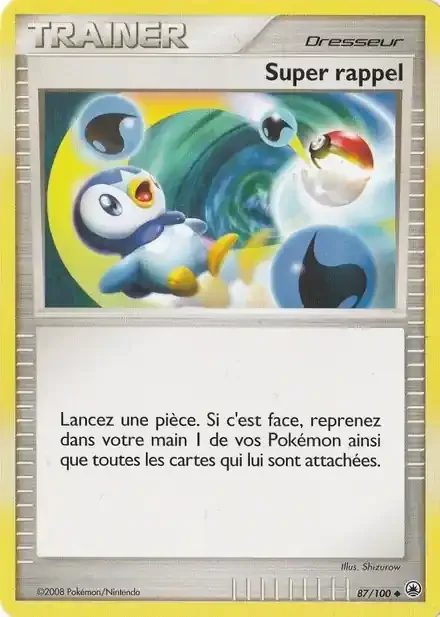 TRAINER
Dresseur
Super rappel
Lancez une pièce. Si c'est face, reprenez
dans votre main 1 de vos Pokémon ainsi
que toutes les cartes qui lui sont attachées.
Illus. Shizurow
©2008 Pokémon/Nintendo
87/100